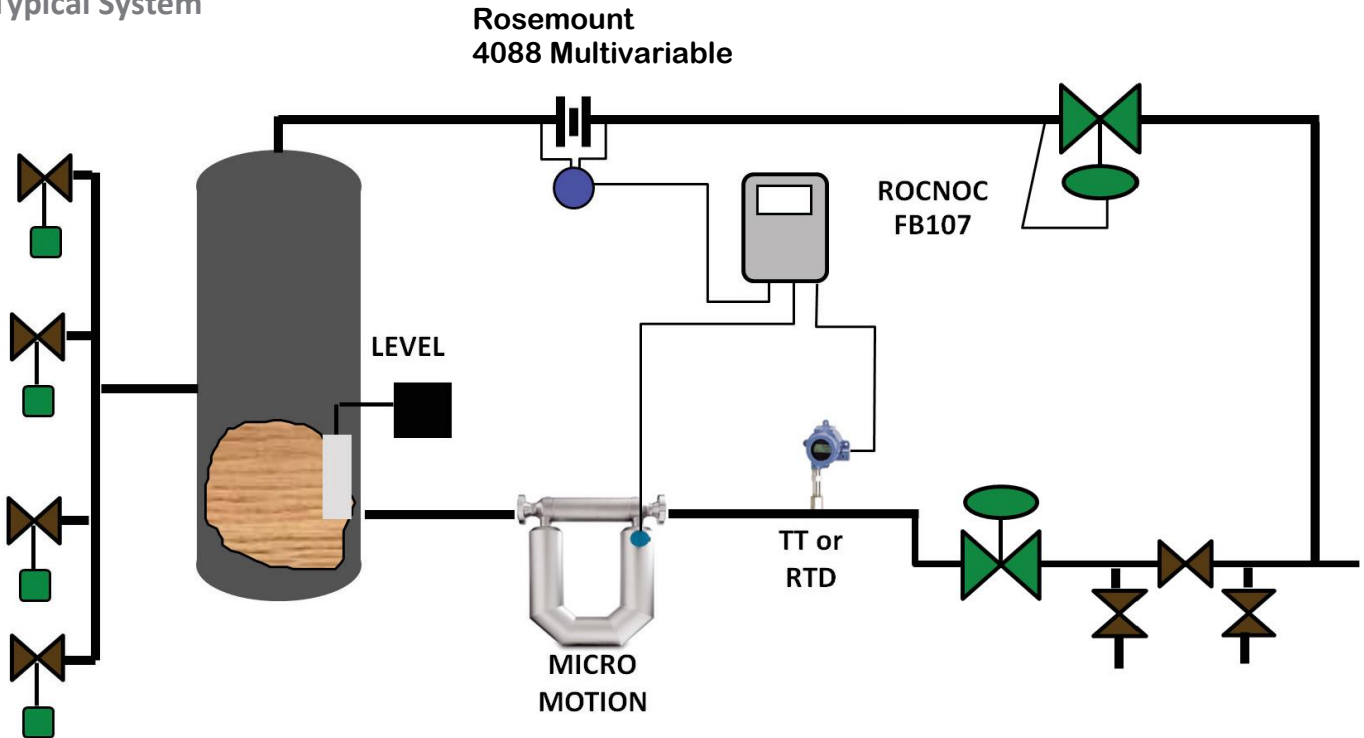 Typical System
Rosemount
4088 Multivariable
ROCNOC
FB107
LEVEL
TT or
RTD
MICRO
MOTION